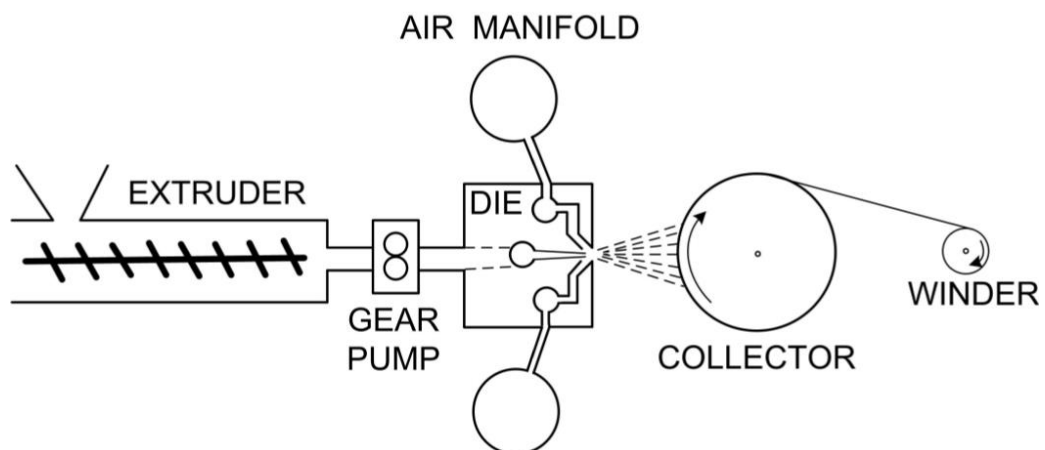 AIR MANIFOLD
EXTRUDER
DIE
GEAR
PUMP
COLLECTOR
WINDER